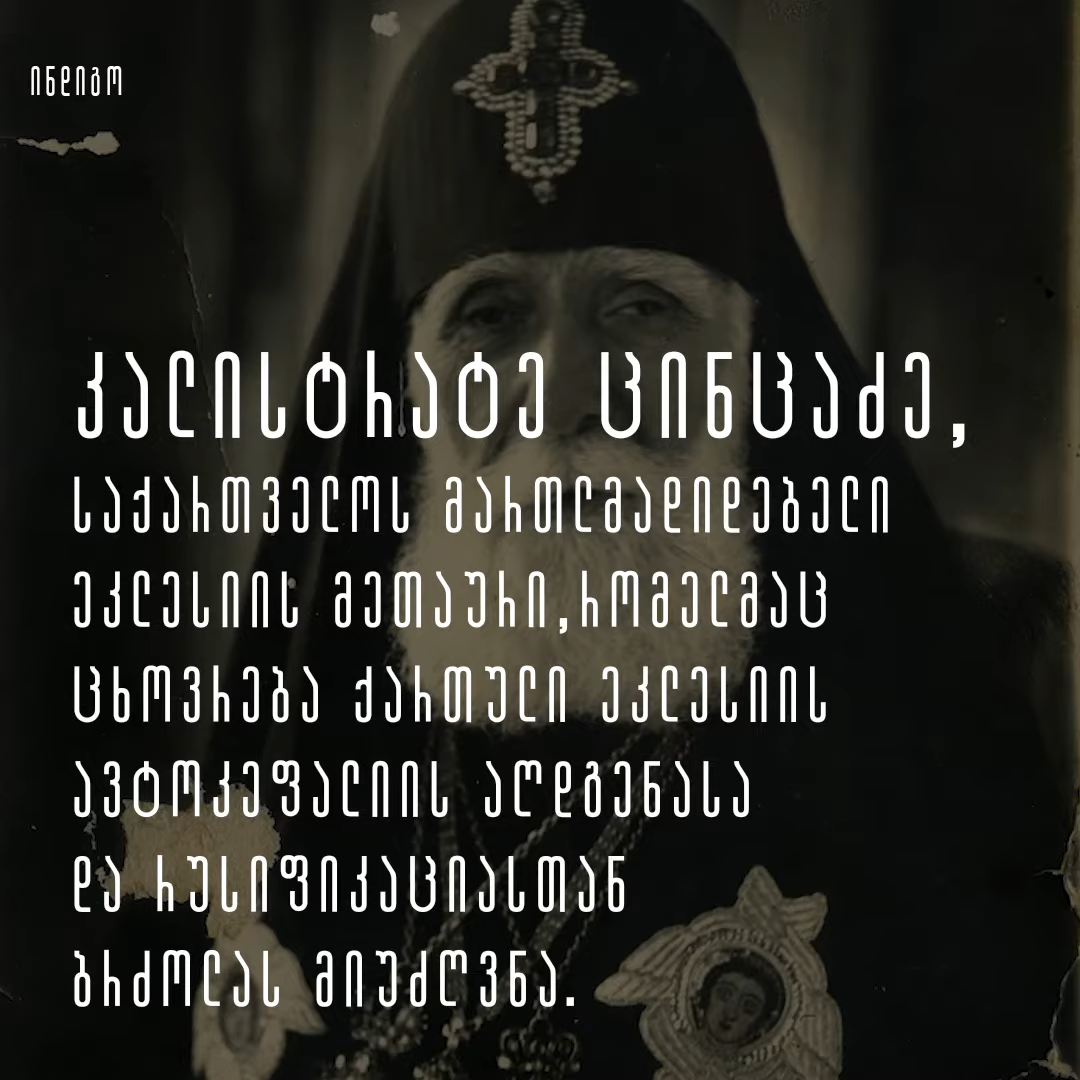 ინდიგო
კალისტრატე ცინცაძე,
საქართველოს მართლმადიდებელი
ეკლესიის მეთაური,რომელმაც
ცხოვრება ქართული ეკლესიის
ავტოკეფალიის აღდგენასა
და რუსიფიკაციასთან
ბრძოლას მიუძღვნა.